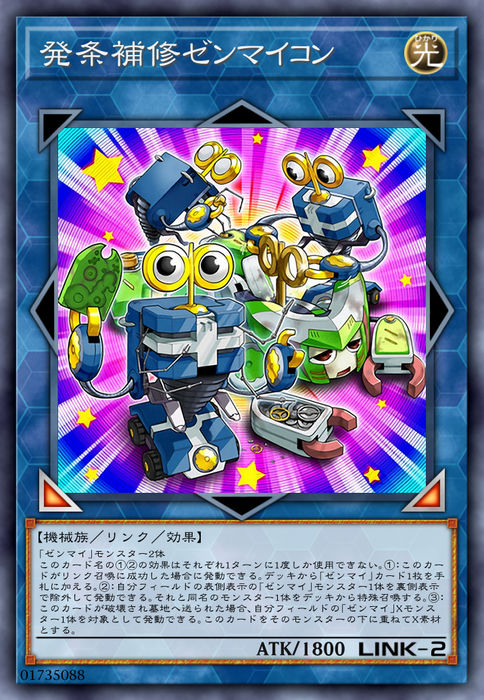 発条補修ゼンマイコン
ひかり
光
【機械族／リンク／効果】
「ゼンマイ」モンスター2体
このカード名の①②の効果はそれぞれ1ターンに1度しか使用できない。①：このカー
ドがリンク召喚に成功した場合に発動できる。デッキから「ゼンマイ」カード1枚を手
札に加える。②：自分フィールドの表側表示の「ゼンマイ」モンスター1体を裏側表示
で除外して発動できる。それと同名のモンスター1体をデッキから特殊召喚する。③：
このカードが破壊され墓地へ送られた場合、自分フィールドの「ゼンマイ」Xモンス
ター1体を対象として発動できる。このカードをそのモンスターの下に重ねてX素材
とする。
ATK/1800 LINK-2
01735088